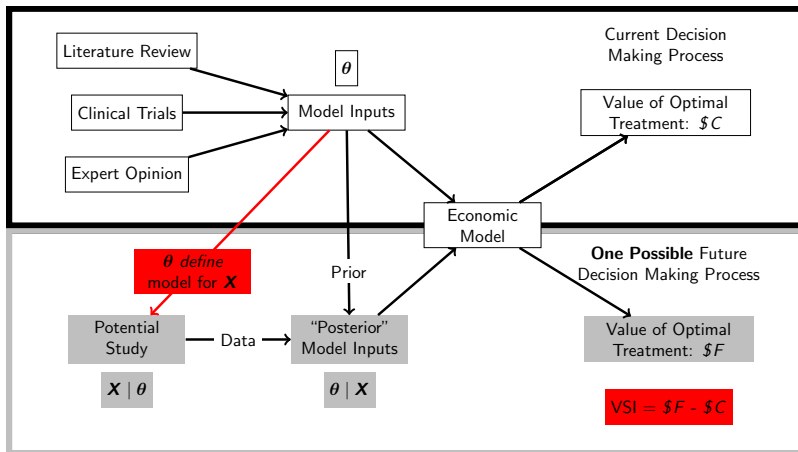 Literature Review
Clinical Trials
Expert Opinion
θ
Model Inputs
Current Decision
Making Process
Value of Optimal
Treatment: $C
Economic
Model
θ define
model for X
Prior
One Possible Future
Decision Making Process
Potential
Study
Data
“Posterior”
Model Inputs
Value of Optimal
Treatment: $F
X | θ
θ | X
VSI = $F - $C